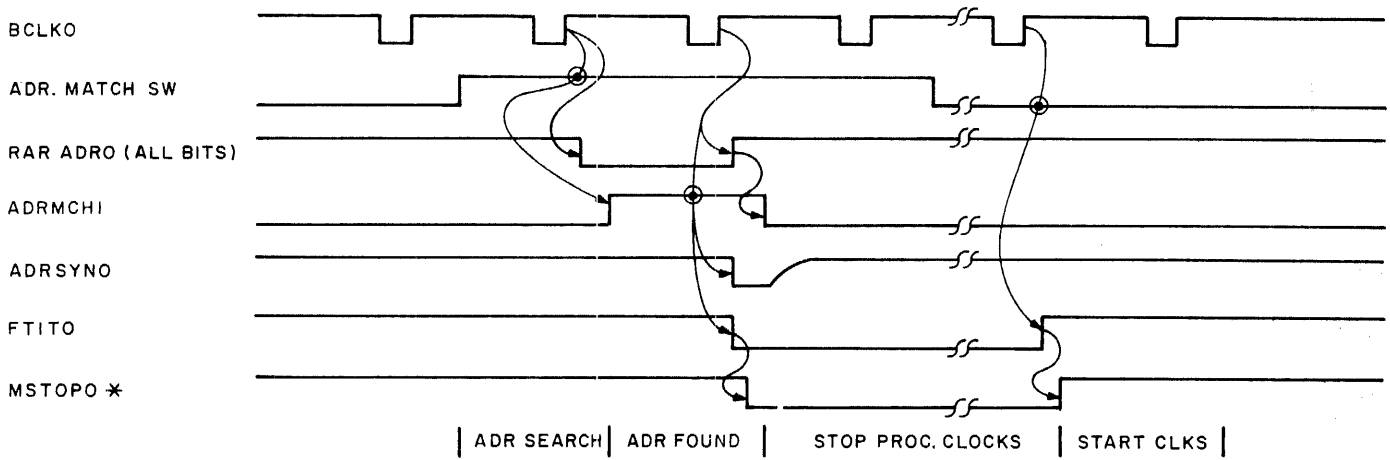 BCLKO
ADR. MATCH SW
RAR ADRO (ALL BITS)
ADRMCHI
ADRSYNO
FTITO
MSTOPO *
ADR SEARCH ADR FOUND STOP PROC. CLOCKS START CLKS